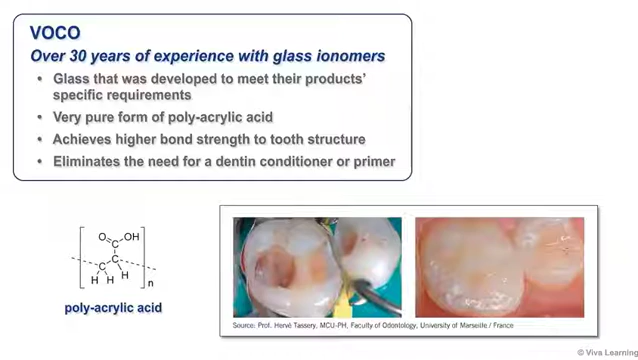 VOCO
Over 30 years of experience with glass ionomers
• Glass that was developed to meet their products'
specific requirements
• Very pure form of poly-acrylic acid
• Achieves higher bond strength to tooth structure
• Eliminates the need for a dentin conditioner or primer
O
OH
C
C
C
H
H
H
n
poly-acrylic acid
Source: Prof. Hervé Tassery, MCU-PH, Faculty of Odontology, University of Marseille / France
© Viva Learning